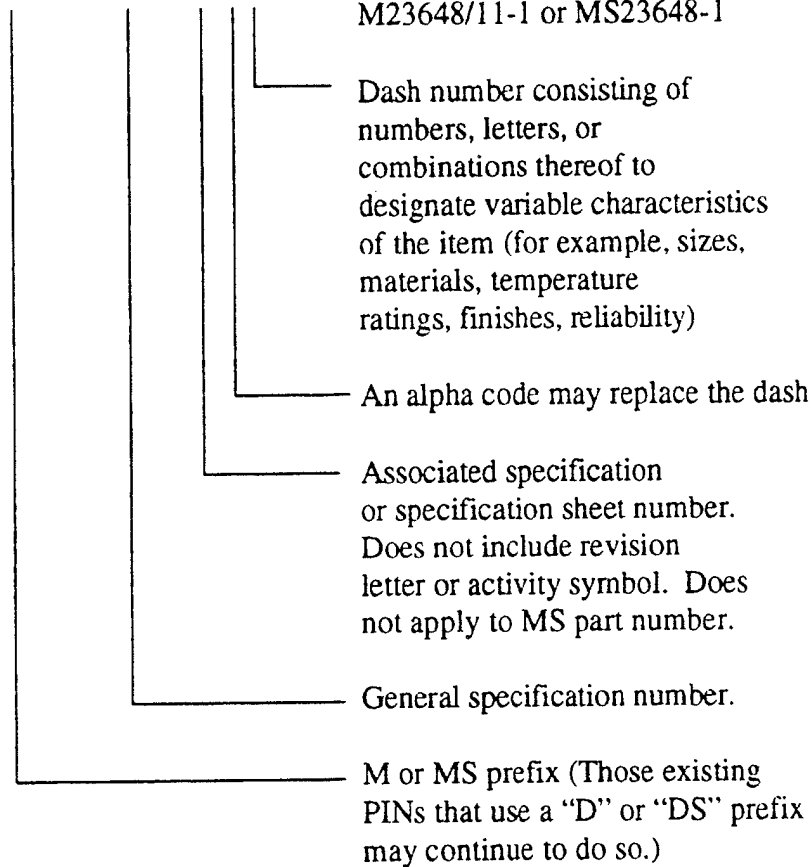 M23648/11-1 or MS23648-1
Dash number consisting of
numbers, letters, or
combinations thereof to
designate variable characteristics
of the item (for example, sizes,
materials, temperature
ratings, finishes, reliability)
An alpha code may replace the dash
Associated specification
or specification sheet number.
Does not include revision
letter or activity symbol. Does
not apply to MS part number.
General specification number.
M or MS prefix (Those existing
PINs that use a “D” or “DS” prefix
may continue to do so.)